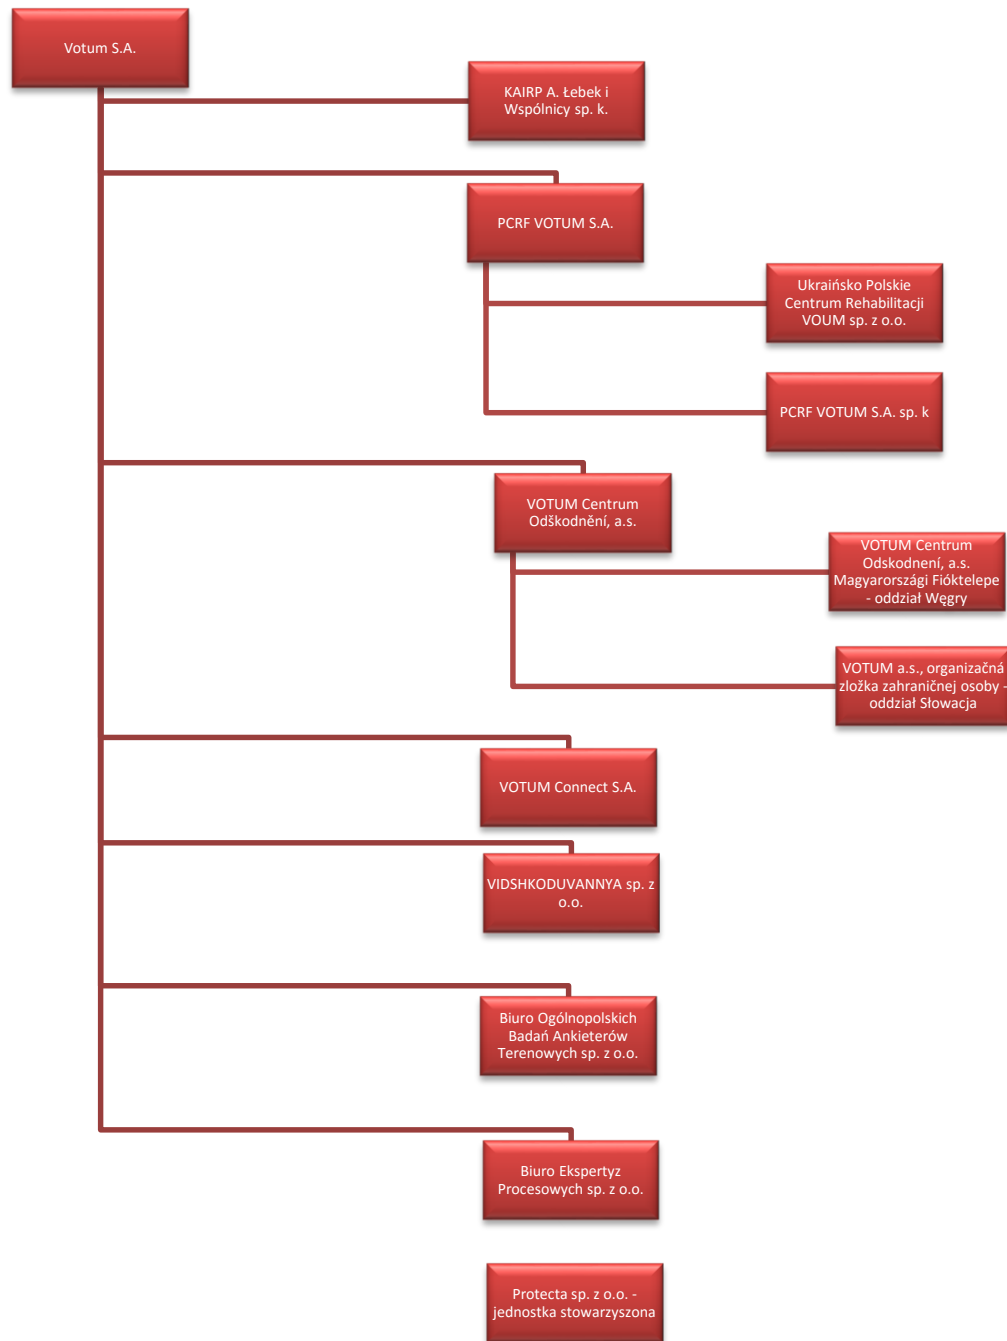 Votum S.A.
KAIRP A. Łebek i
Wspólnicy sp. k.
PCRF VOTUM S.A.
Ukraińsko Polskie
Centrum Rehabilitacji
VOUM sp. z o.o.
PCRF VOTUM S.A. sp. k
VOTUM Centrum
Odškodnění, a.s.
VOTUM Centrum
Odskodnení, a.s.
Magyarországi Fióktelepe
- oddział Węgry
VOTUM a.s., organizačná
zložka zahraničnej osoby -
oddział Słowacja
VOTUM Connect S.A.
VIDSHKODUVANNYA sp. z
o.o.
Biuro Ogólnopolskich
Badań Ankieterów
Terenowych sp. z o.o.
Biuro Ekspertyz
Procesowych sp. z o.o.
Protecta sp. z o.o. -
jednostka stowarzyszona